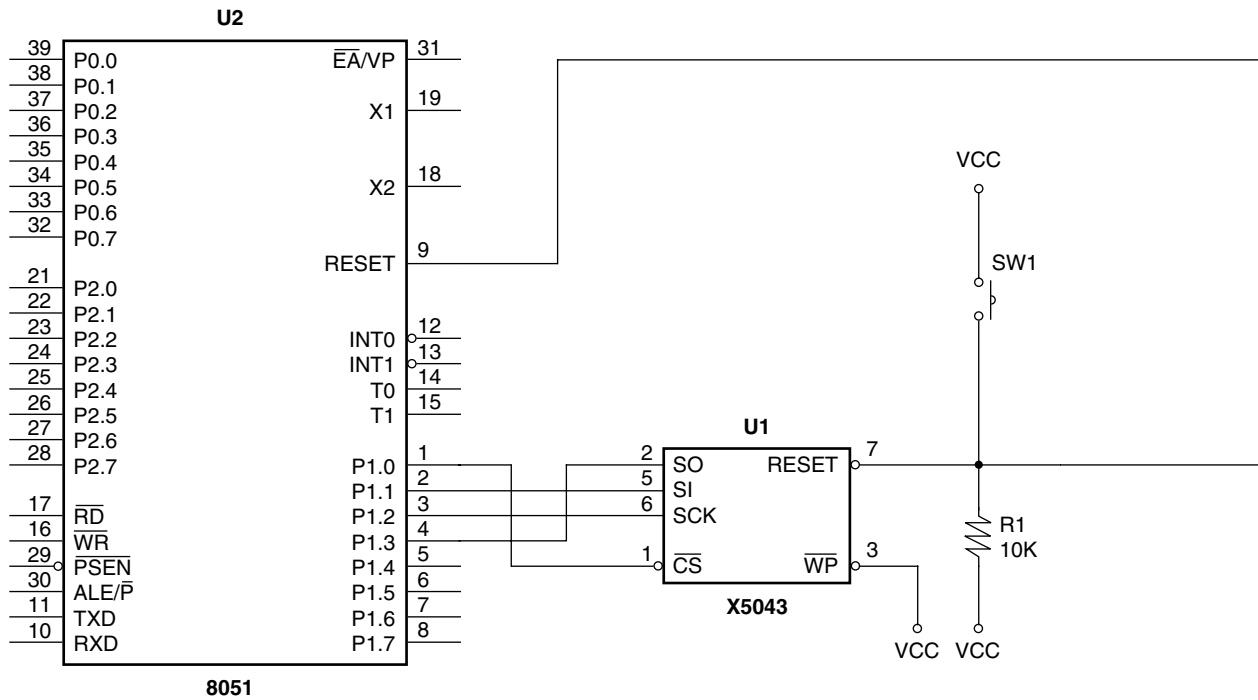 U2
39 P0.0
38 P0.1
37 P0.2
36 P0.3
35 P0.4
34 P0.5
33 P0.6
32 P0.7
21 P2.0
22 P2.1
23 P2.2
24 P2.3
25 P2.4
26 P2.5
27 P2.6
28 P2.7
17 R̅D̅
16 W̅R̅
29 P̅S̅E̅N̅
30 ALE/P̅
11 TXD
10 RXD
E̅A̅/VP 31
X1 19
X2 18
RESET 9
INT0 12
INT1 13
T0 14
T1 15
P1.0 1
P1.1 2
P1.2 3
P1.3 4
P1.4 5
P1.5 6
P1.6 7
P1.7 8
8051
U1
2 SO
5 SI
6 SCK
1 C̅S̅
RESET 7
W̅P̅ 3
X5043
VCC
SW1
R1
10K
VCC
VCC